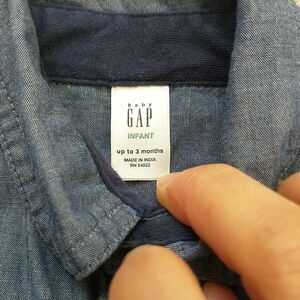 baby
GAP
INFANT
up to 3 months
MADE IN INDIA
RN 54023